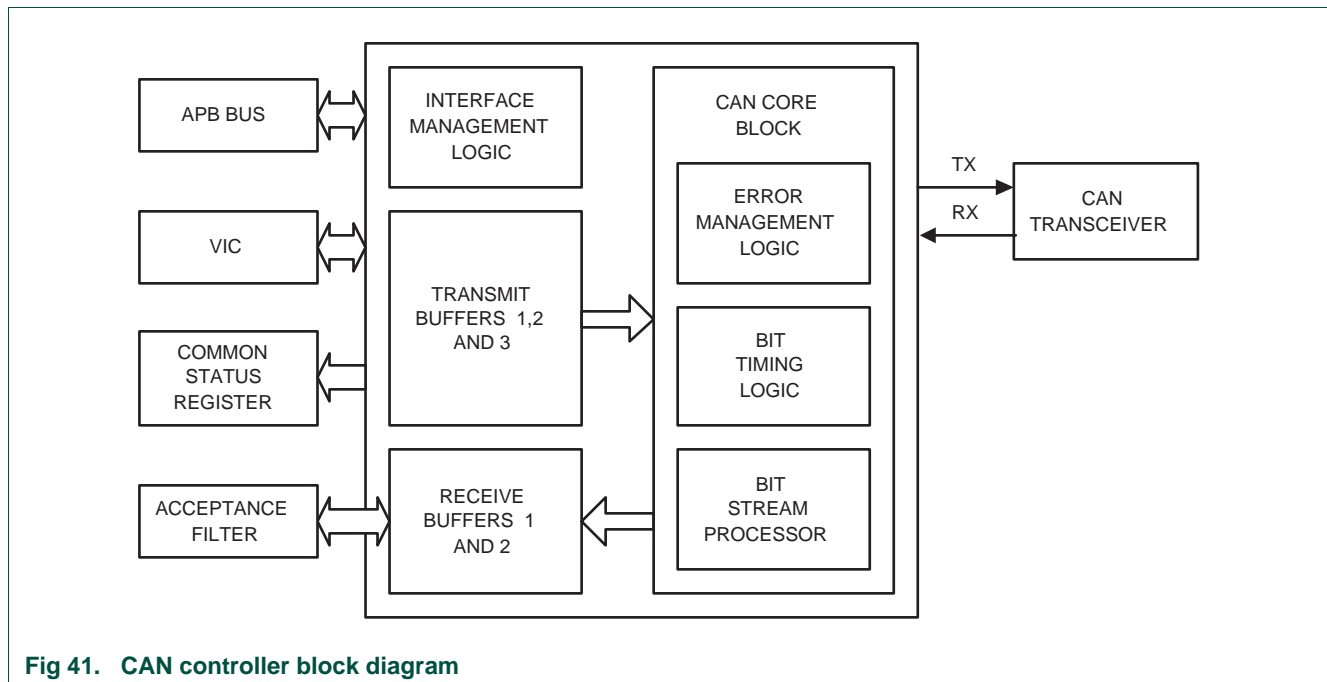 APB BUS
VIC
COMMON
STATUS
REGISTER
ACCEPTANCE
FILTER
INTERFACE
MANAGEMENT
LOGIC
TRANSMIT
BUFFERS 1,2
AND 3
RECEIVE
BUFFERS 1
AND 2
CAN CORE
BLOCK
ERROR
MANAGEMENT
LOGIC
BIT
TIMING
LOGIC
BIT
STREAM
PROCESSOR
TX
RX
CAN
TRANSCEIVER
Fig 41. CAN controller block diagram